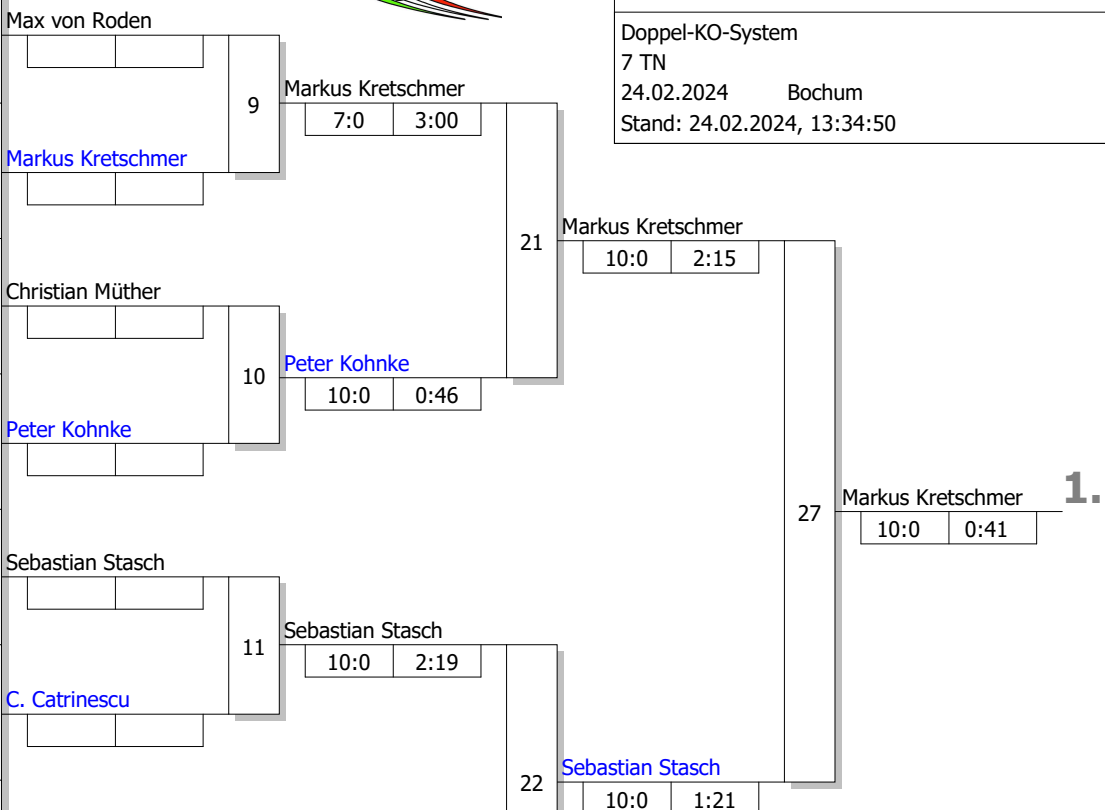 Doppel-KO-System
7 TN
24.02.2024 Bochum
Stand: 24.02.2024, 13:34:50
Max von Roden
9
Markus Kretschmer
7:0 3:00
Markus Kretschmer
21
Markus Kretschmer
10:0 2:15
Christian Müther
10
Peter Kohnke
10:0 0:46
Peter Kohnke
27
Markus Kretschmer
1.
10:0 0:41
Sebastian Stasch
11
Sebastian Stasch
10:0 2:19
C. Catrinescu
22
Sebastian Stasch
10:0 1:21